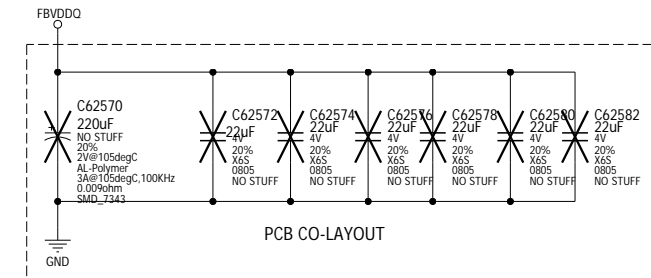 FBVDDQ
C62570
220uF
NO STUFF
20%
2V@105degC
AL-Polymer
3A@105degC,100KHz
0.009ohm
SMD_7343
C62572
22uF
4V
20%
X6S
0805
NO STUFF
C62574
22uF
4V
20%
X6S
0805
NO STUFF
C62576
22uF
4V
20%
X6S
0805
NO STUFF
C62578
22uF
4V
20%
X6S
0805
NO STUFF
C62580
22uF
4V
20%
X6S
0805
NO STUFF
C62582
22uF
4V
20%
X6S
0805
NO STUFF
GND
PCB CO-LAYOUT